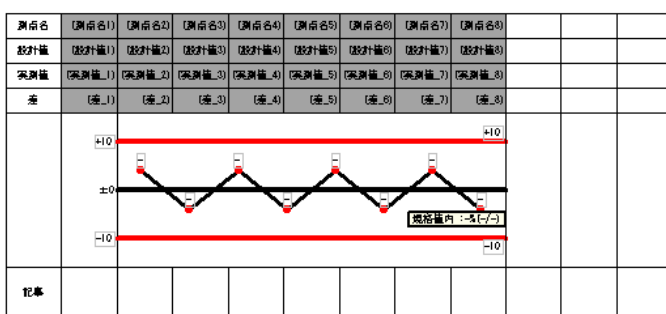 測点名 (測点名1) (測点名2) (測点名3) (測点名4) (測点名5) (測点名6) (測点名7) (測点名8)
設計値 (設計値1) (設計値2) (設計値3) (設計値4) (設計値5) (設計値6) (設計値7) (設計値8)
実測値 (実測値_1) (実測値_2) (実測値_3) (実測値_4) (実測値_5) (実測値_6) (実測値_7) (実測値_8)
差 (差_1) (差_2) (差_3) (差_4) (差_5) (差_6) (差_7) (差_8)
+10 +10
- - - -
±0
- - - -
規格値内 :-%(-/-)
-10 -10
記事